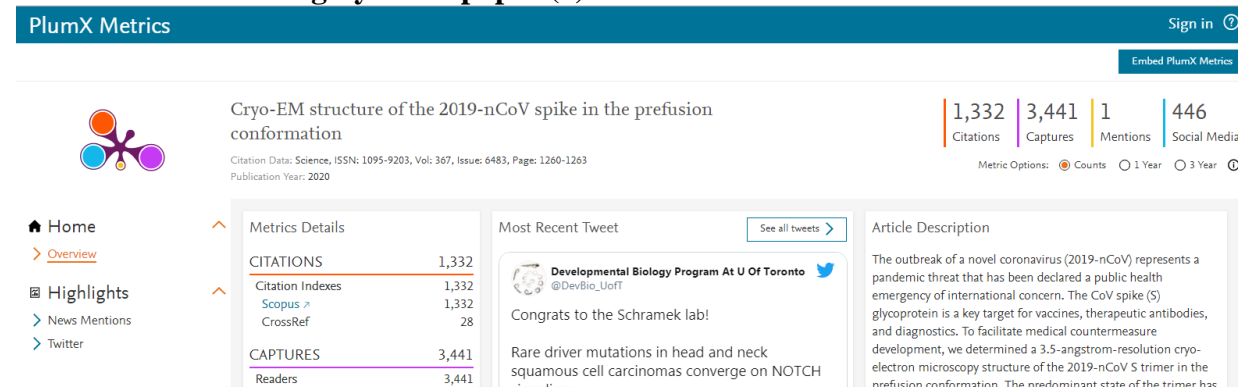 PlumX Metrics
Sign in
Embed PlumX Metrics
Cryo-EM structure of the 2019-nCoV spike in the prefusion
conformation
Citation Data: Science, ISSN: 1095-9203, Vol: 367, Issue: 6483, Page: 1260-1263
Publication Year: 2020
1,332 3,441 1 446
Citations Captures Mentions Social Media
Metric Options: Counts 1 Year 3 Year
Home
Overview
Highlights
News Mentions
Twitter
Metrics Details
CITATIONS 1,332
Citation Indexes 1,332
Scopus 1,332
CrossRef 28
CAPTURES 3,441
Readers 3,441
Most Recent Tweet
See all tweets
Developmental Biology Program At U Of Toronto
@DevBio_UofT
Congrats to the Schramek lab!
Rare driver mutations in head and neck
squamous cell carcinomas converge on NOTCH
Article Description
The outbreak of a novel coronavirus (2019-nCoV) represents a
pandemic threat that has been declared a public health
emergency of international concern. The CoV spike (S)
glycoprotein is a key target for vaccines, therapeutic antibodies,
and diagnostics. To facilitate medical countermeasure
development, we determined a 3.5-angstrom-resolution cryo-
electron microscopy structure of the 2019-nCoV S trimer in the
prefusion conformation. The predominant state of the trimer has